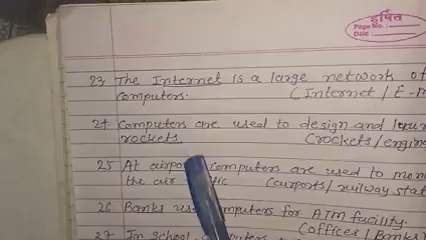 हर्षित
Page No. :
Date :
23 The Internet is a large network of
computers. (Internet / E-
24 Computers are used to design and
rockets. (rockets/engin
25 At computers are used to
the air (airports / railway stat
26 Banks computers for ATM facility.
(offices / Banks)
27 In School, computers